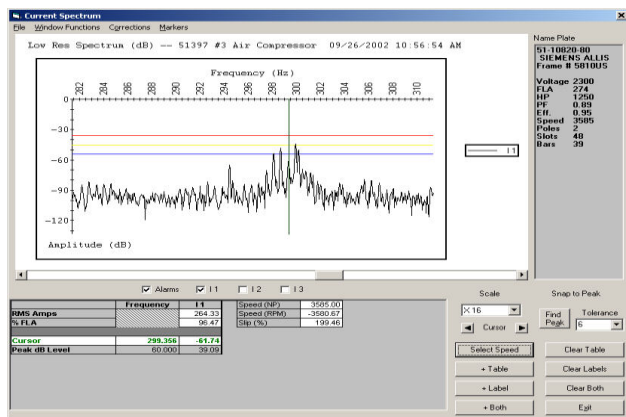 Current Spectrum
File Window Functions Corrections Markers
Low Res Spectrum (dB) -- 51397 #3 Air Compressor 09/26/2002 10:56:54 AM
Frequency (Hz)
282 284 286 288 290 292 294 296 298 300 302 304 306 308 310
0
-30
-60
-90
-120
Amplitude (dB)
I 1
Name Plate
51-10820-80
SIEMENS ALLIS
Frame # 5810US
Voltage 2300
FLA 274
HP 1250
PF 0.89
Eff. 0.95
Speed 3585
Poles 2
Slots 48
Bars 39
Alarms I 1 I 2 I 3
Frequency I 1
RMS Amps 264.33
% FLA 96.47
Cursor 299.356 -61.74
Peak dB Level 60.000 39.09
Speed (NP) 3585.00
Speed (RPM) -3580.67
Slip (%) 199.46
Scale
X 16
Cursor
Snap to Peak
Find Peak
Tolerance
6
Select Speed
Clear Table
+ Table
Clear Labels
+ Label
Clear Both
+ Both
Exit